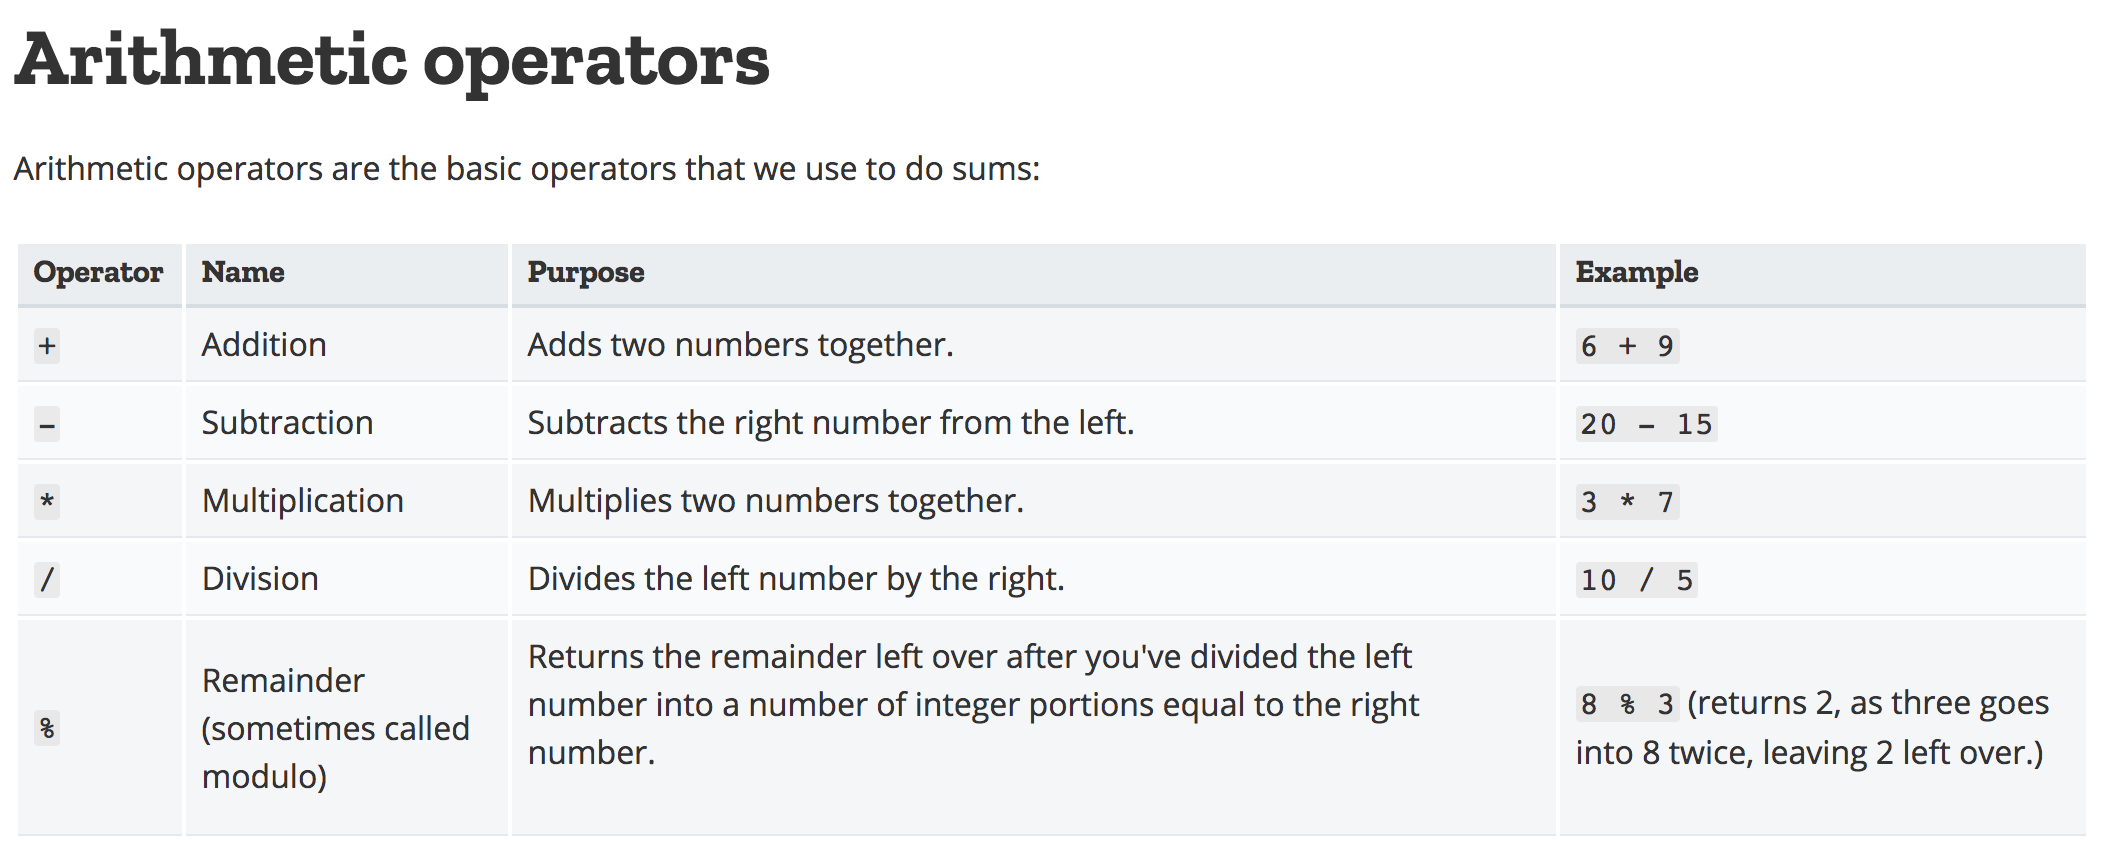 Arithmetic operators
Arithmetic operators are the basic operators that we use to do sums:
Operator Name Purpose Example
+ Addition Adds two numbers together. 6 + 9
- Subtraction Subtracts the right number from the left. 20 - 15
* Multiplication Multiplies two numbers together. 3 * 7
/ Division Divides the left number by the right. 10 / 5
%
Remainder
(sometimes called
modulo)
Returns the remainder left over after you've divided the left
number into a number of integer portions equal to the right
number.
8 % 3 (returns 2, as three goes
into 8 twice, leaving 2 left over.)